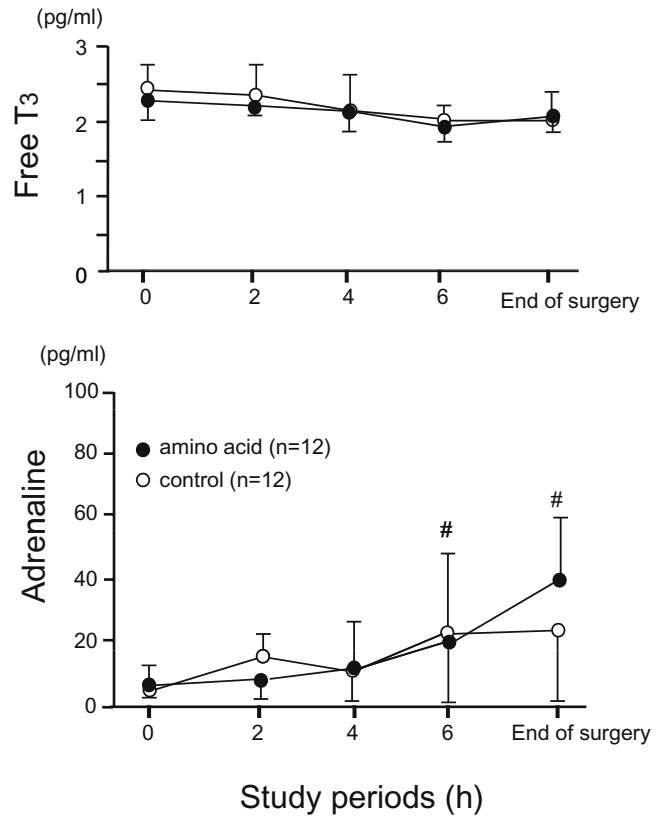 (pg/ml)
Free T3
3
2
1
0
0 2 4 6 End of surgery
(pg/ml)
Adrenaline
100
80
60
40
20
0
amino acid (n=12)
control (n=12)
# #
0 2 4 6 End of surgery
Study periods (h)